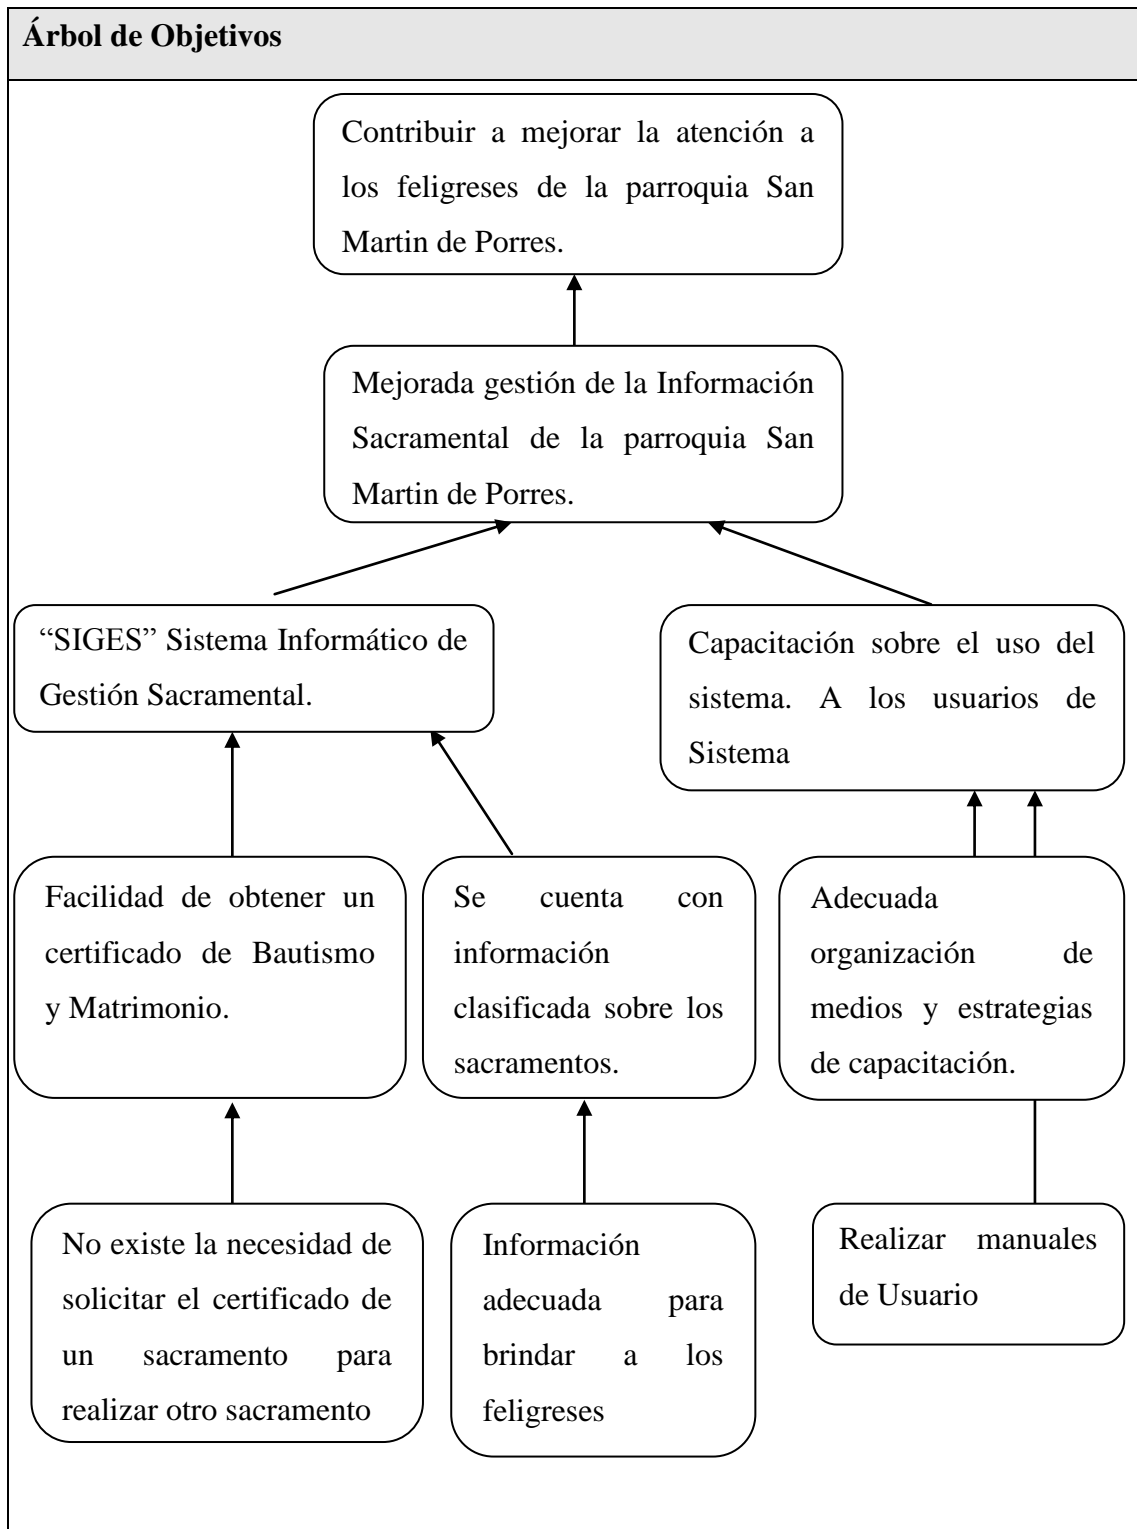 Árbol de Objetivos
Contribuir a mejorar la atención a
los feligreses de la parroquia San
Martin de Porres.
Mejorada gestión de la Información
Sacramental de la parroquia San
Martin de Porres.
“SIGES” Sistema Informático de
Gestión Sacramental.
Capacitación sobre el uso del
sistema. A los usuarios de
Sistema
Facilidad de obtener un
certificado de Bautismo
y Matrimonio.
Se cuenta con
información
clasificada sobre los
sacramentos.
Adecuada
organización de
medios y estrategias
de capacitación.
No existe la necesidad de
solicitar el certificado de
un sacramento para
realizar otro sacramento
Información
adecuada para
brindar a los
feligreses
Realizar manuales
de Usuario